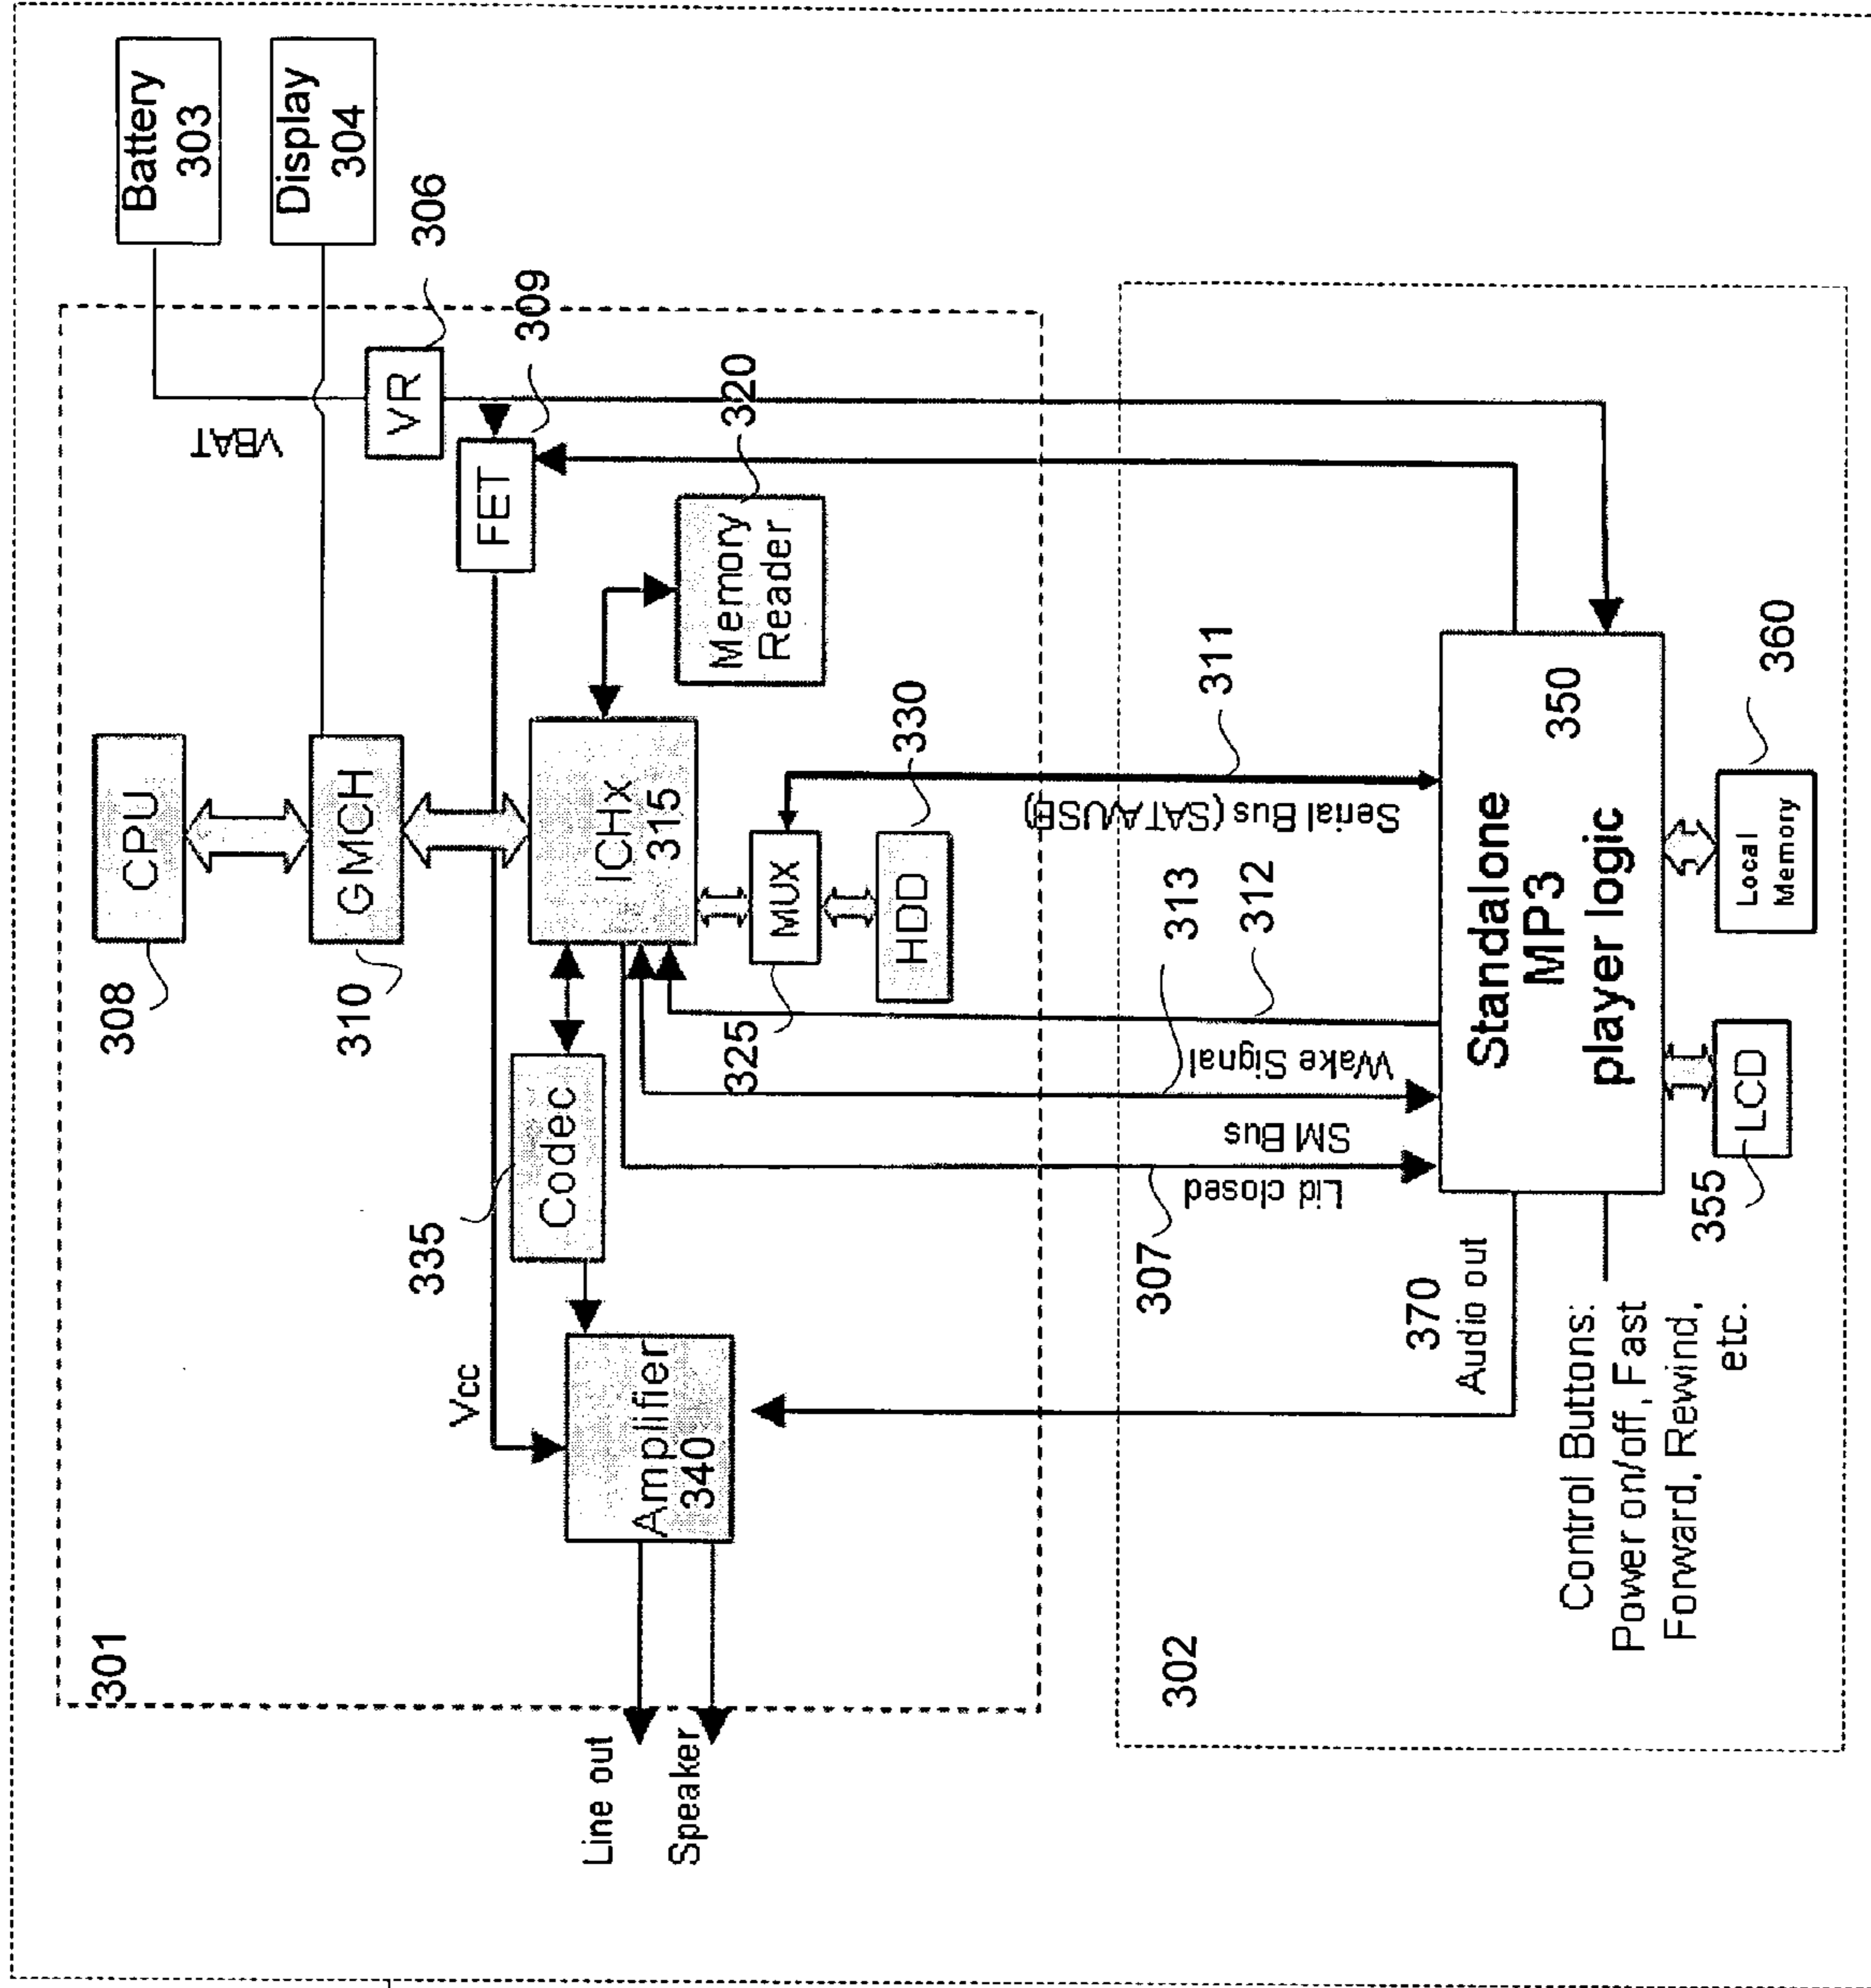 Battery
303
Display
304
306
VR
VBAT
309
FET
320
Memory
Reader
CPU
308
GMCH
310
ICHx
315
330
HDD
MUX
325
Codec
335
Vcc
Amplifier
340
301
Line out
Speaker
311
Serial Bus (SATA/USB)
313
312
Wake Signal
SM Bus
Lid closed
307
Standalone
MP3
player logic
350
360
Local
Memory
LCD
355
370
Audio out
Control Buttons:
Power on/off, Fast
Forward, Rewind,
etc.
302